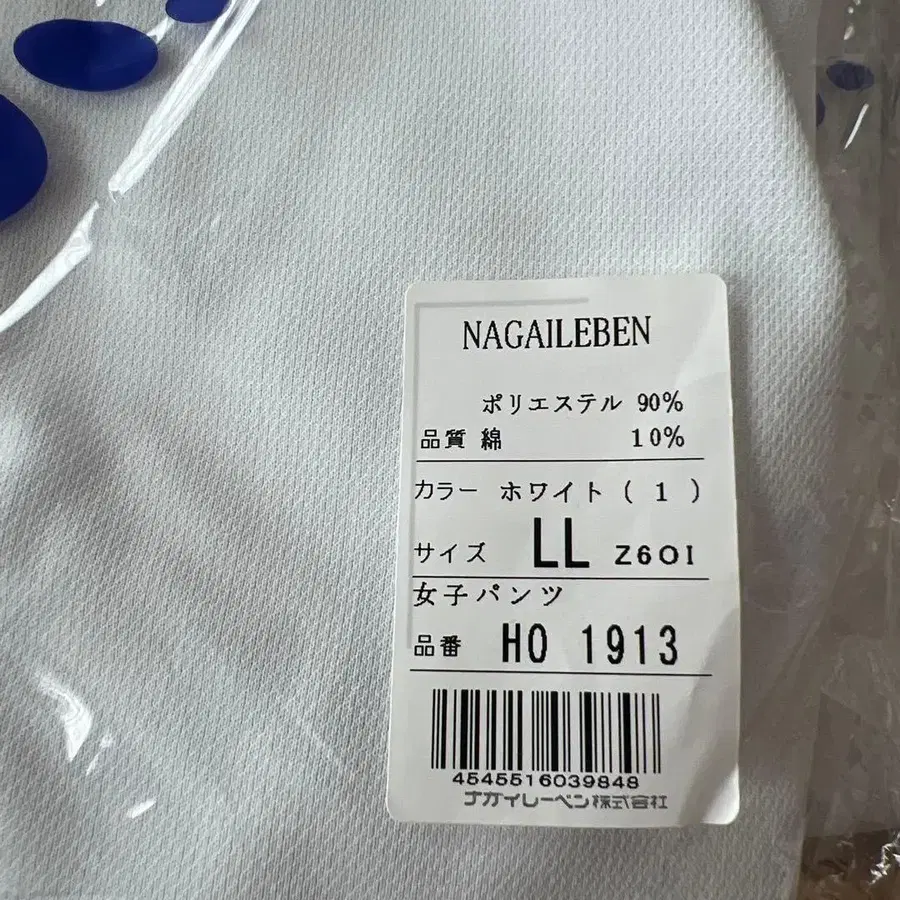 NAGAILEBEN
ポリエステル 90%
品質 綿 10%
カラー ホワイト ( 1 )
サイズ LL Z601
女子パンツ
品番 HO 1913
4545516039848
ナガイレーベン株式会社